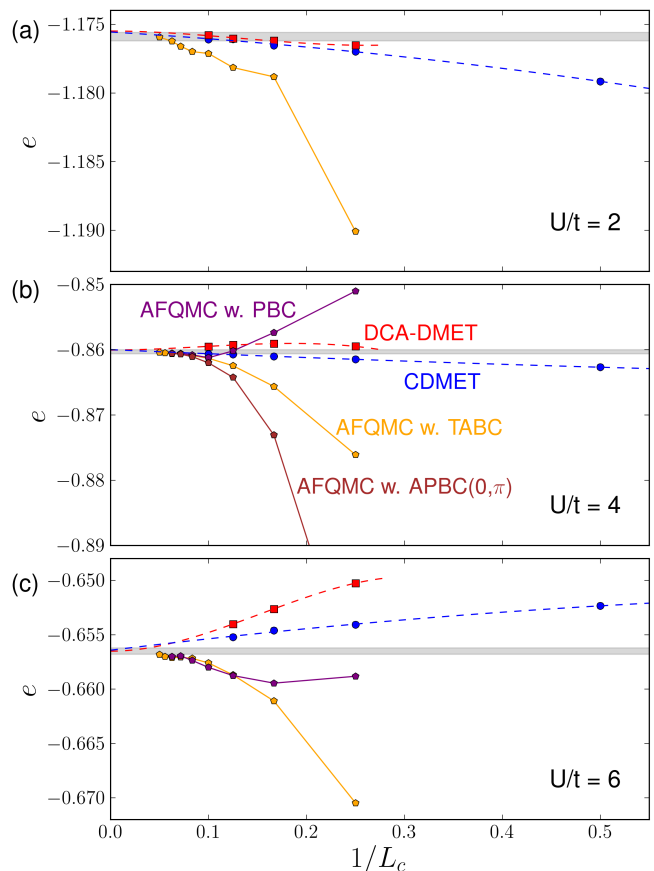 (a)
−1.175
−1.180
−1.185
−1.190
e
U/t = 2
(b)
−0.85
−0.86
−0.87
−0.88
−0.89
e
AFQMC w. PBC
DCA-DMET
CDMET
AFQMC w. TABC
AFQMC w. APBC(0,π)
U/t = 4
(c)
−0.650
−0.655
−0.660
−0.665
−0.670
e
U/t = 6
0.0 0.1 0.2 0.3 0.4 0.5
1/L_c